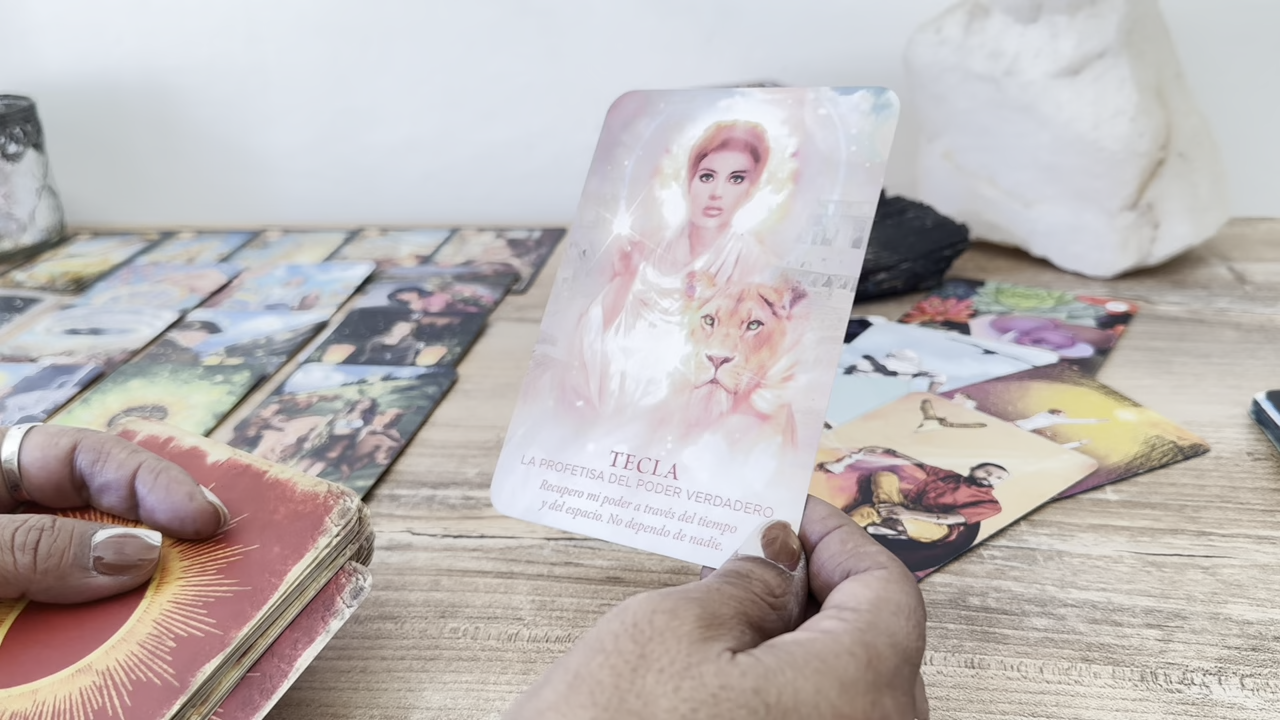 TECLA
LA PROFETISA DEL PODER VERDADERO
Recupero mi poder a través del tiempo
y del espacio. No dependo de nadie.